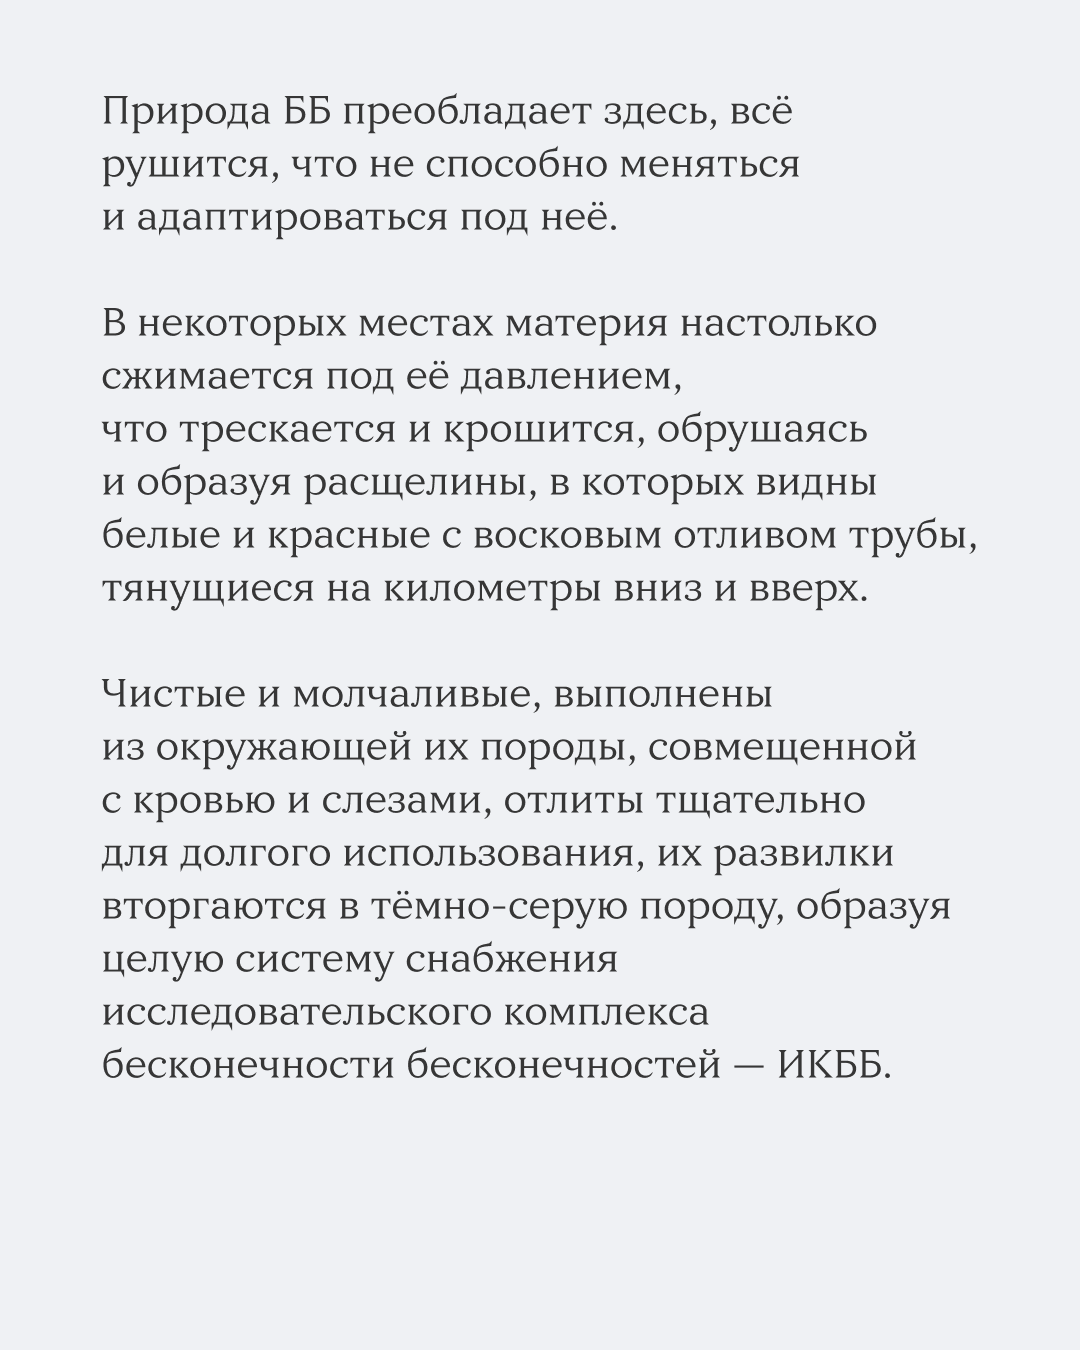 Природа ББ преобладает здесь, всё
рушится, что не способно меняться
и адаптироваться под неё.
В некоторых местах материя настолько
сжимается под её давлением,
что трескается и крошится, обрушаясь
и образуя расщелины, в которых видны
белые и красные с восковым отливом трубы,
тянущиеся на километры вниз и вверх.
Чистые и молчаливые, выполнены
из окружающей их породы, совмещенной
с кровью и слезами, отлиты тщательно
для долгого использования, их развилки
вторгаются в тёмно-серую породу, образуя
целую систему снабжения
исследовательского комплекса
бесконечности бесконечностей — ИКББ.